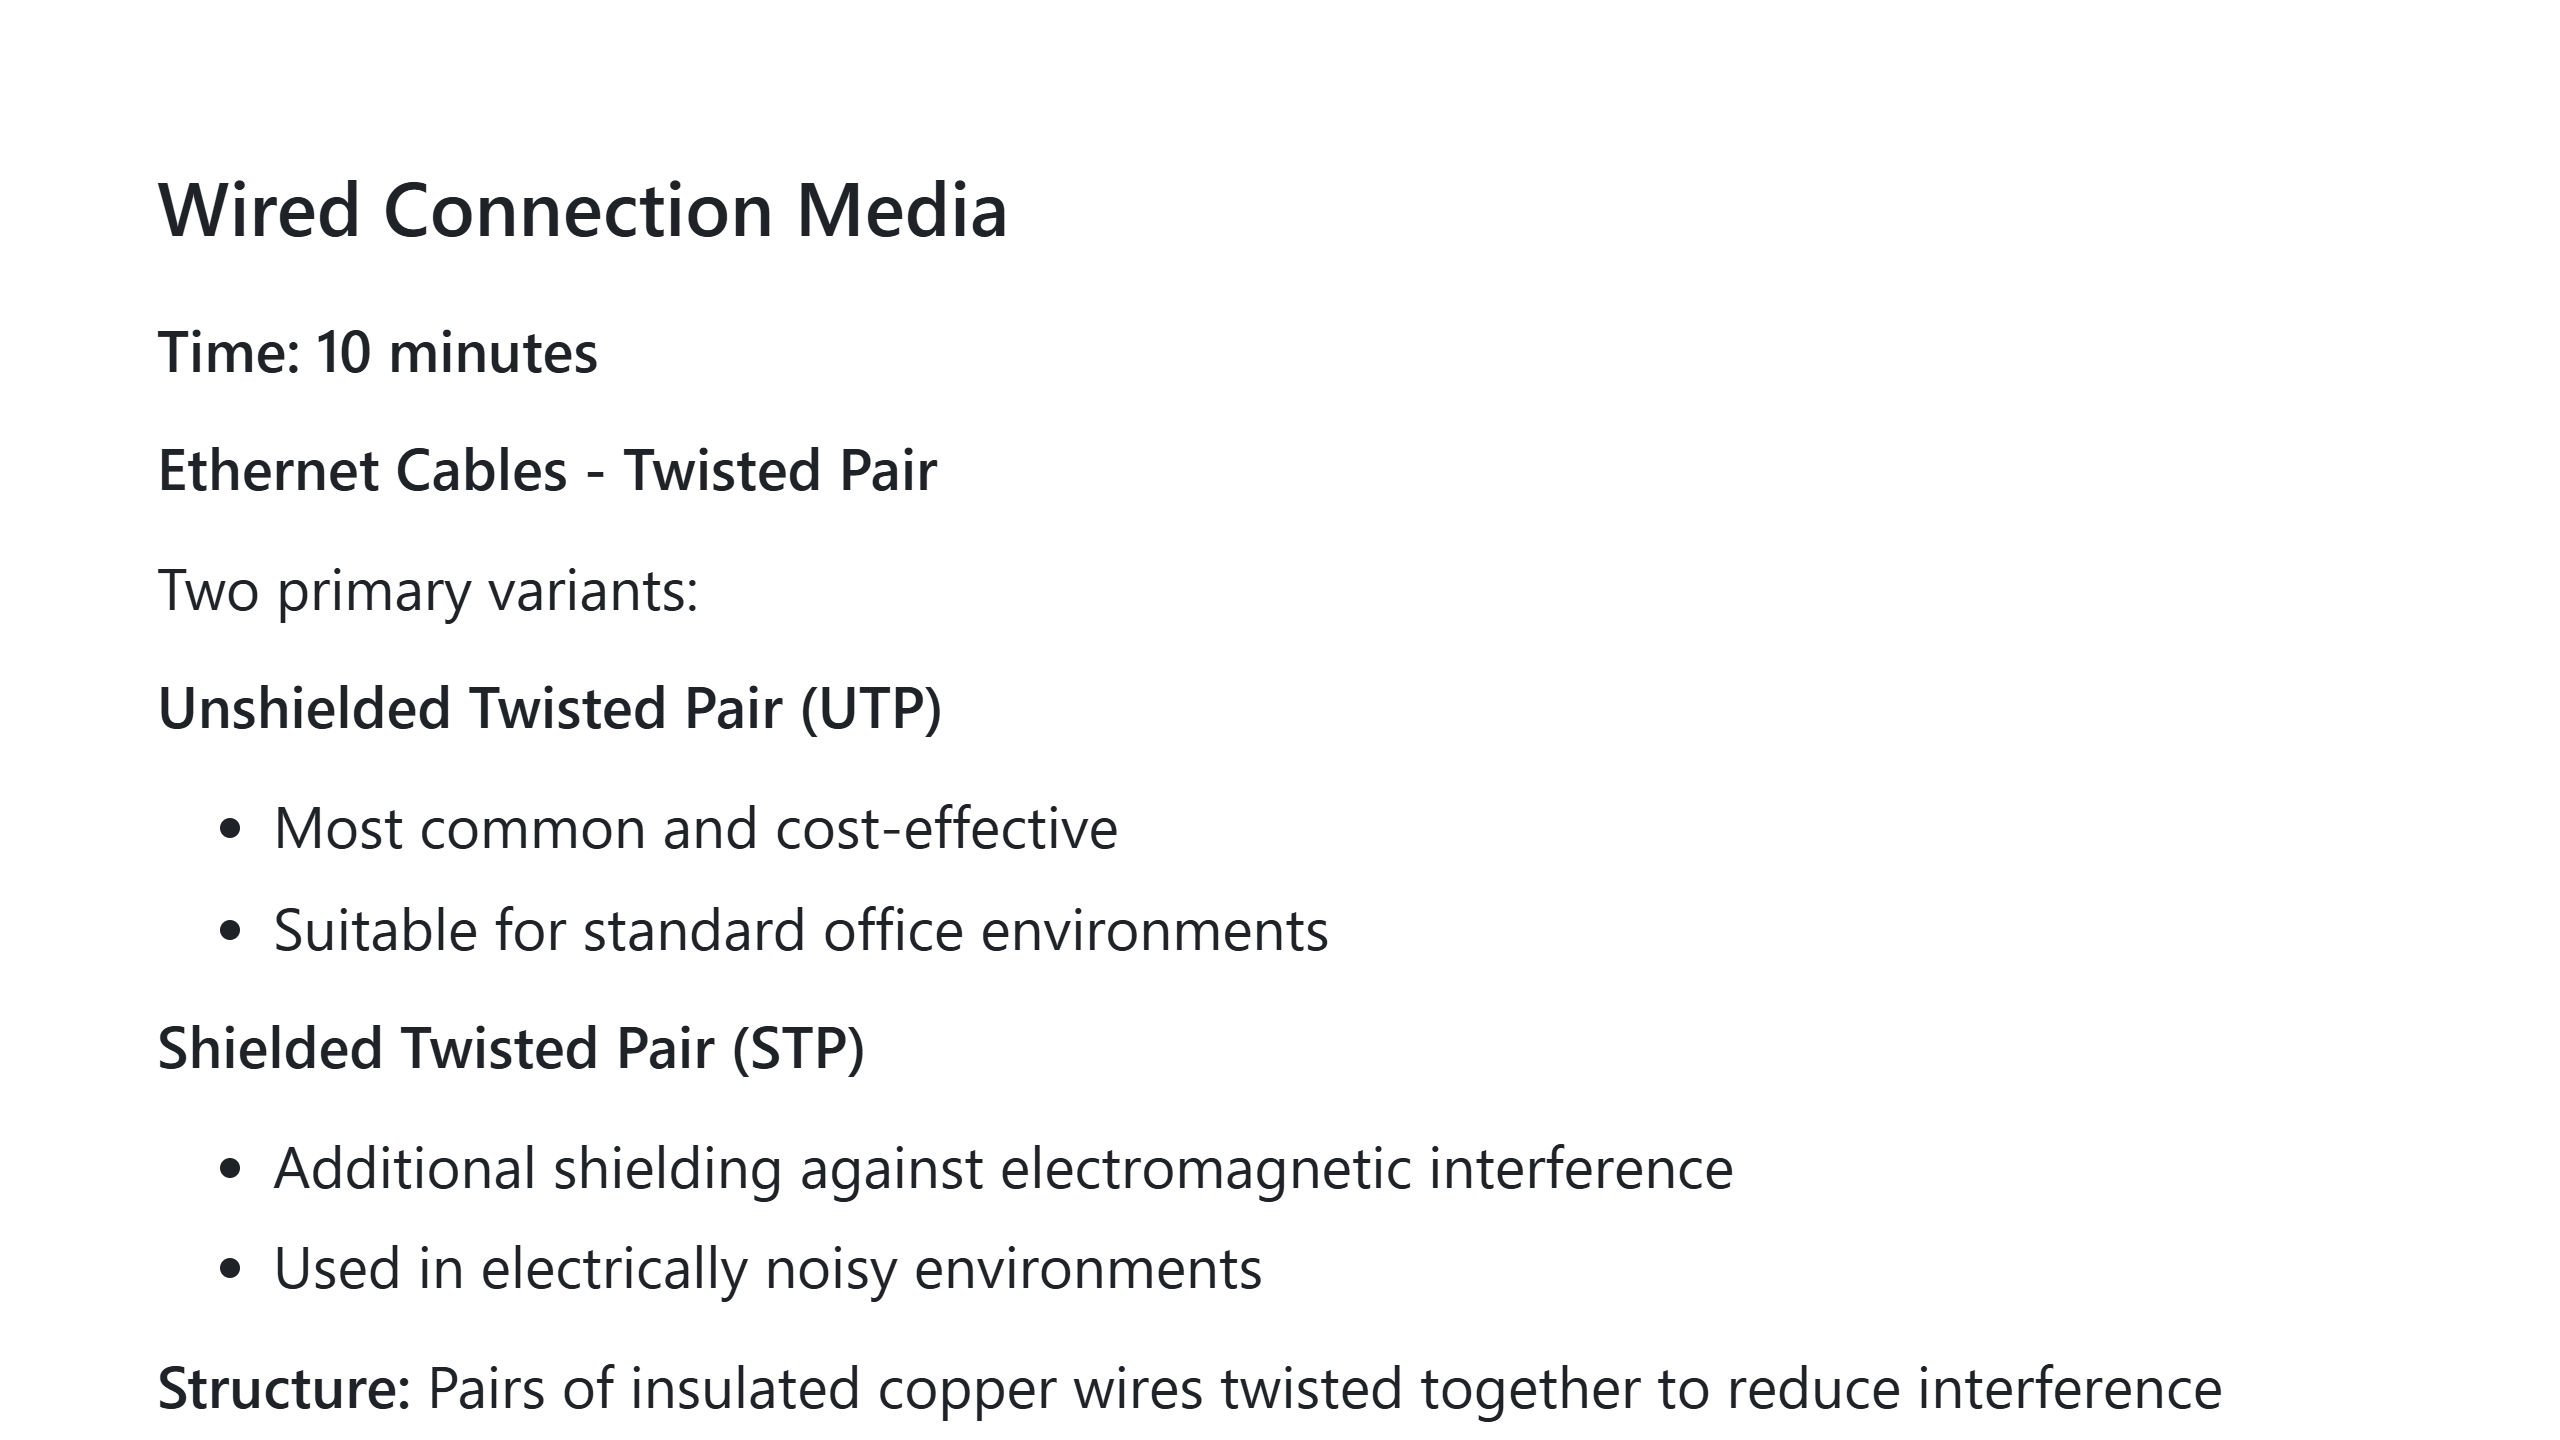 Wired Connection Media
Time: 10 minutes
Ethernet Cables - Twisted Pair
Two primary variants:
Unshielded Twisted Pair (UTP)
• Most common and cost-effective
• Suitable for standard office environments
Shielded Twisted Pair (STP)
• Additional shielding against electromagnetic interference
• Used in electrically noisy environments
Structure: Pairs of insulated copper wires twisted together to reduce interference